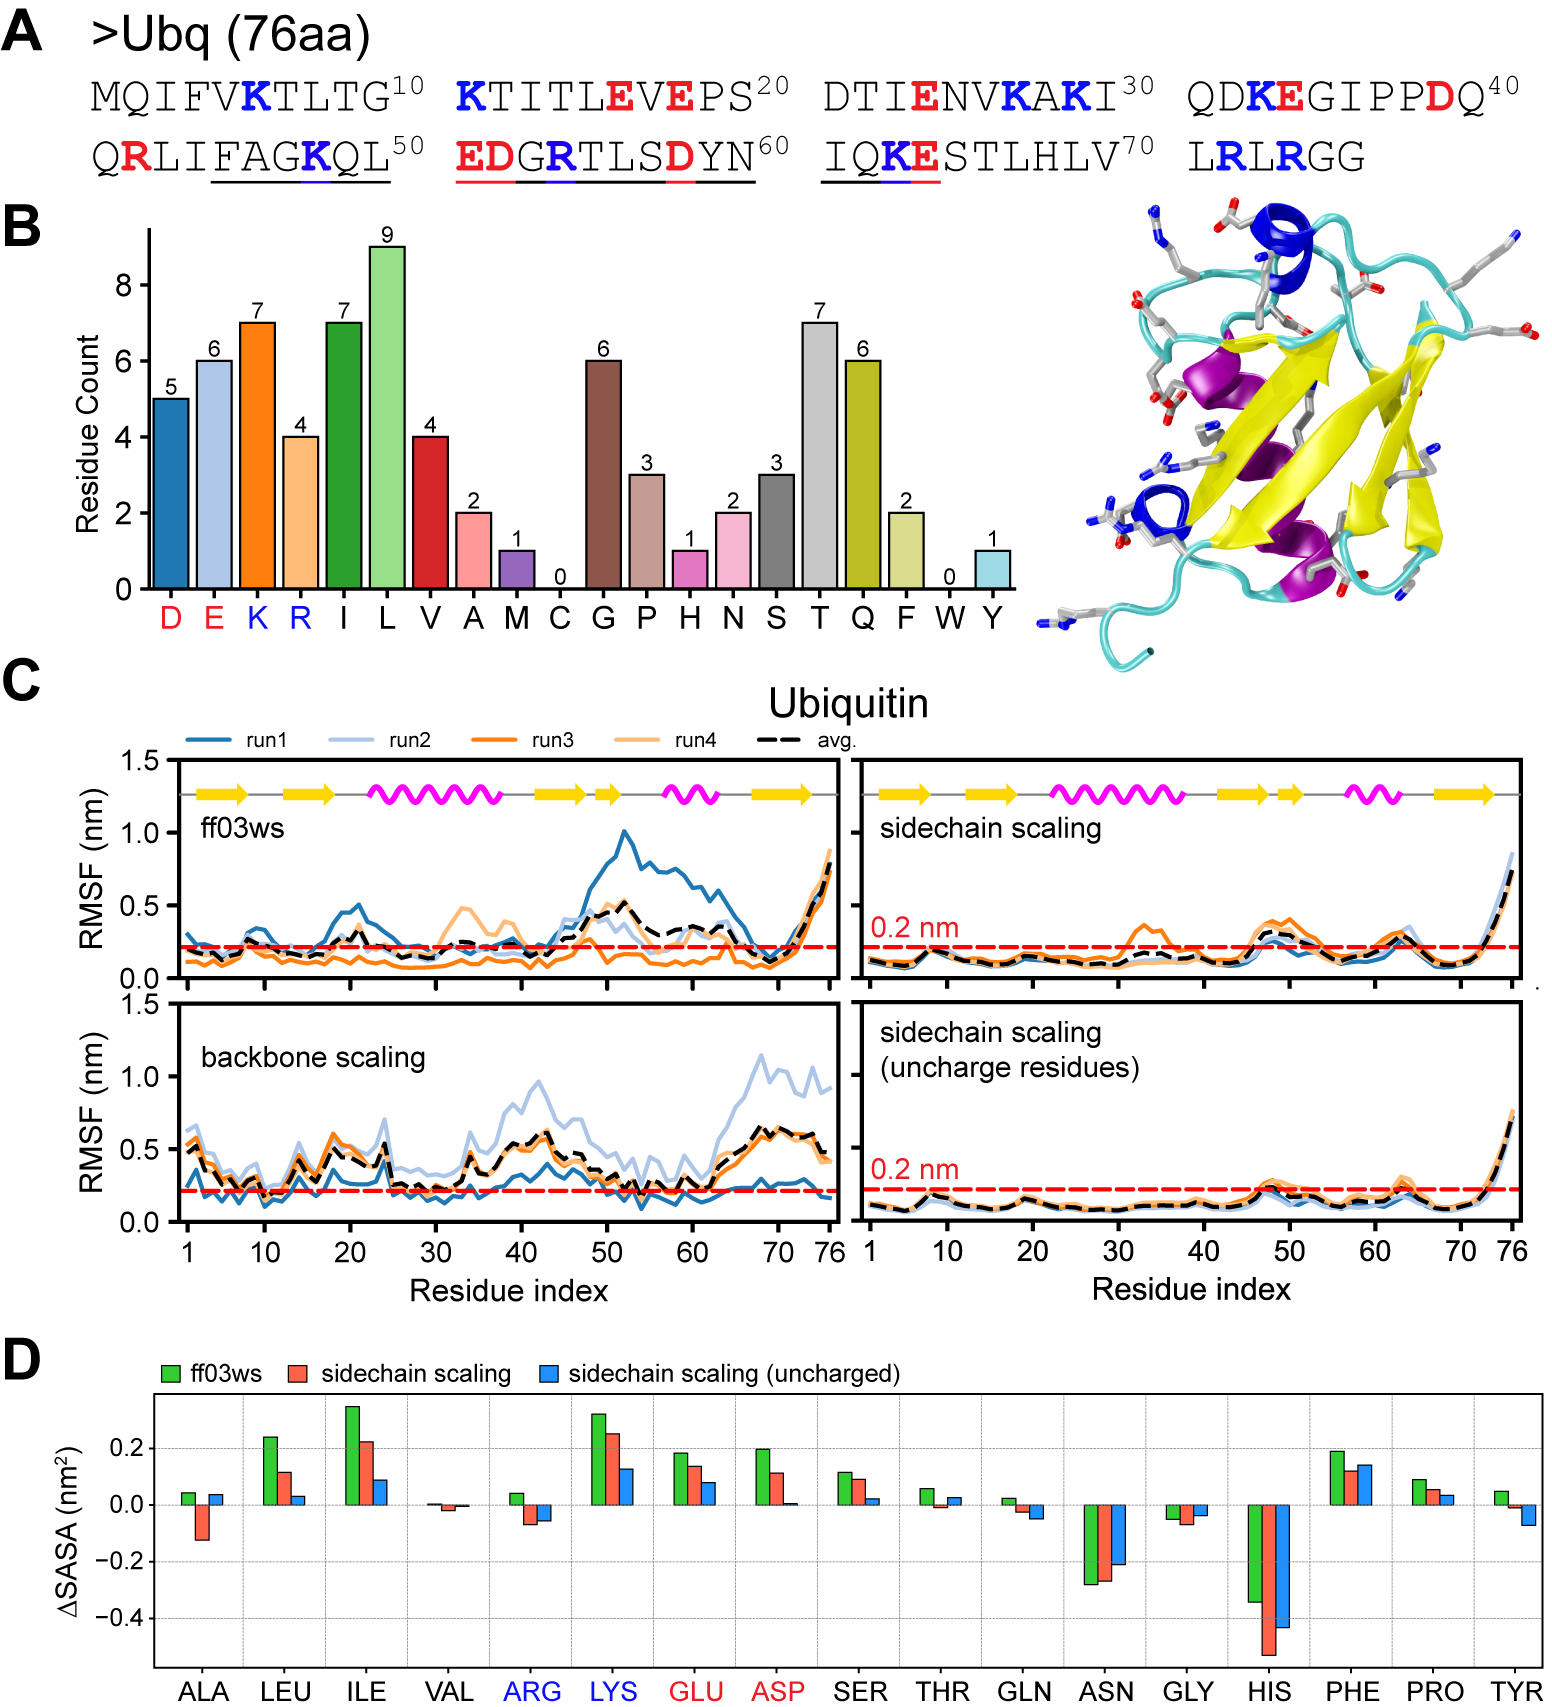 A
>Ubq (76aa)
MQIFVKTLTG10 KTITLEVEPS20 DTIENVKAKI30 QDKEGIPPDQ40
QRLIFAGKQL50 EDGRTLSDYN60 IQKESTLHLV70 LRLRGG
B
Residue Count
8
6
4
2
0
5 6 7 4 7 9 4 2 1 0 6 3 1 2 3 7 6 2 0 1
D E K R I L V A M C G P H N S T Q F W Y
C
Ubiquitin
run1 run2 run3 run4 avg.
RMSF (nm)
1.5
1.0
0.5
0.0
ff03ws
sidechain scaling
0.2 nm
RMSF (nm)
1.5
1.0
0.5
0.0
backbone scaling
sidechain scaling
(uncharge residues)
0.2 nm
1 10 20 30 40 50 60 70 76
Residue index
1 10 20 30 40 50 60 70 76
Residue index
D
ff03ws sidechain scaling sidechain scaling (uncharged)
ΔSASA (nm²)
0.2
0.0
−0.2
−0.4
ALA LEU ILE VAL ARG LYS GLU ASP SER THR GLN ASN GLY HIS PHE PRO TYR